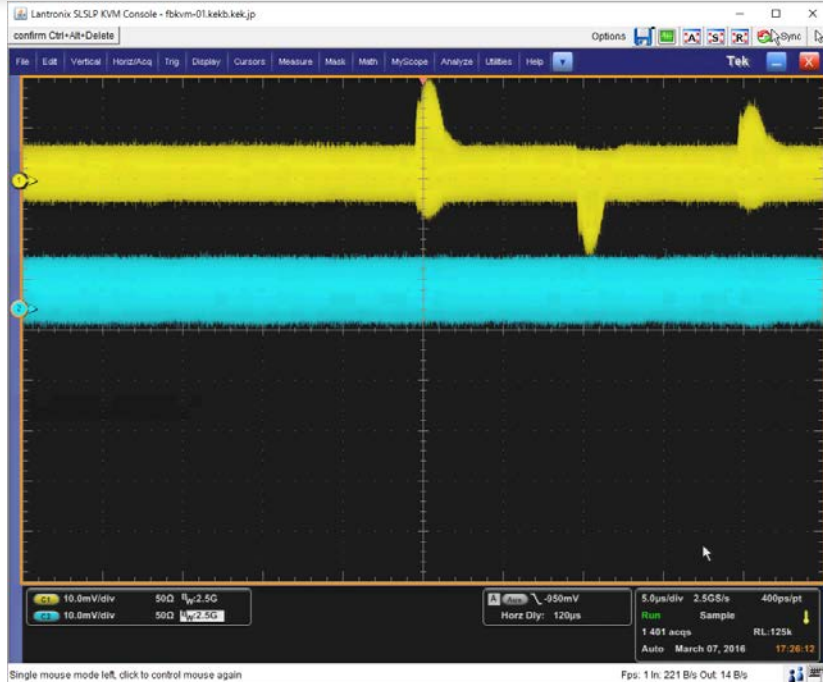 Lantronix SLSLP KVM Console - fbkvm-01.kekb.kek.jp
confirm Ctrl+Alt+Delete Options [A] [S] [R] Sync
File Edit Vertical Horiz/Acq Trig Display Cursors Measure Mask Math MyScope Analyze Utilities Help Tek X
1
2
C1 10.0mV/div 50Ω BW:2.5G
C2 10.0mV/div 50Ω BW:2.5G
A Aux -950mV
Horz Dly: 120µs
5.0µs/div 2.5GS/s 400ps/pt
Run Sample
1 401 acqs RL:125k
Auto March 07, 2016 17:26:12
Single mouse mode left, click to control mouse again Fps: 1 In: 221 B/s Out: 14 B/s